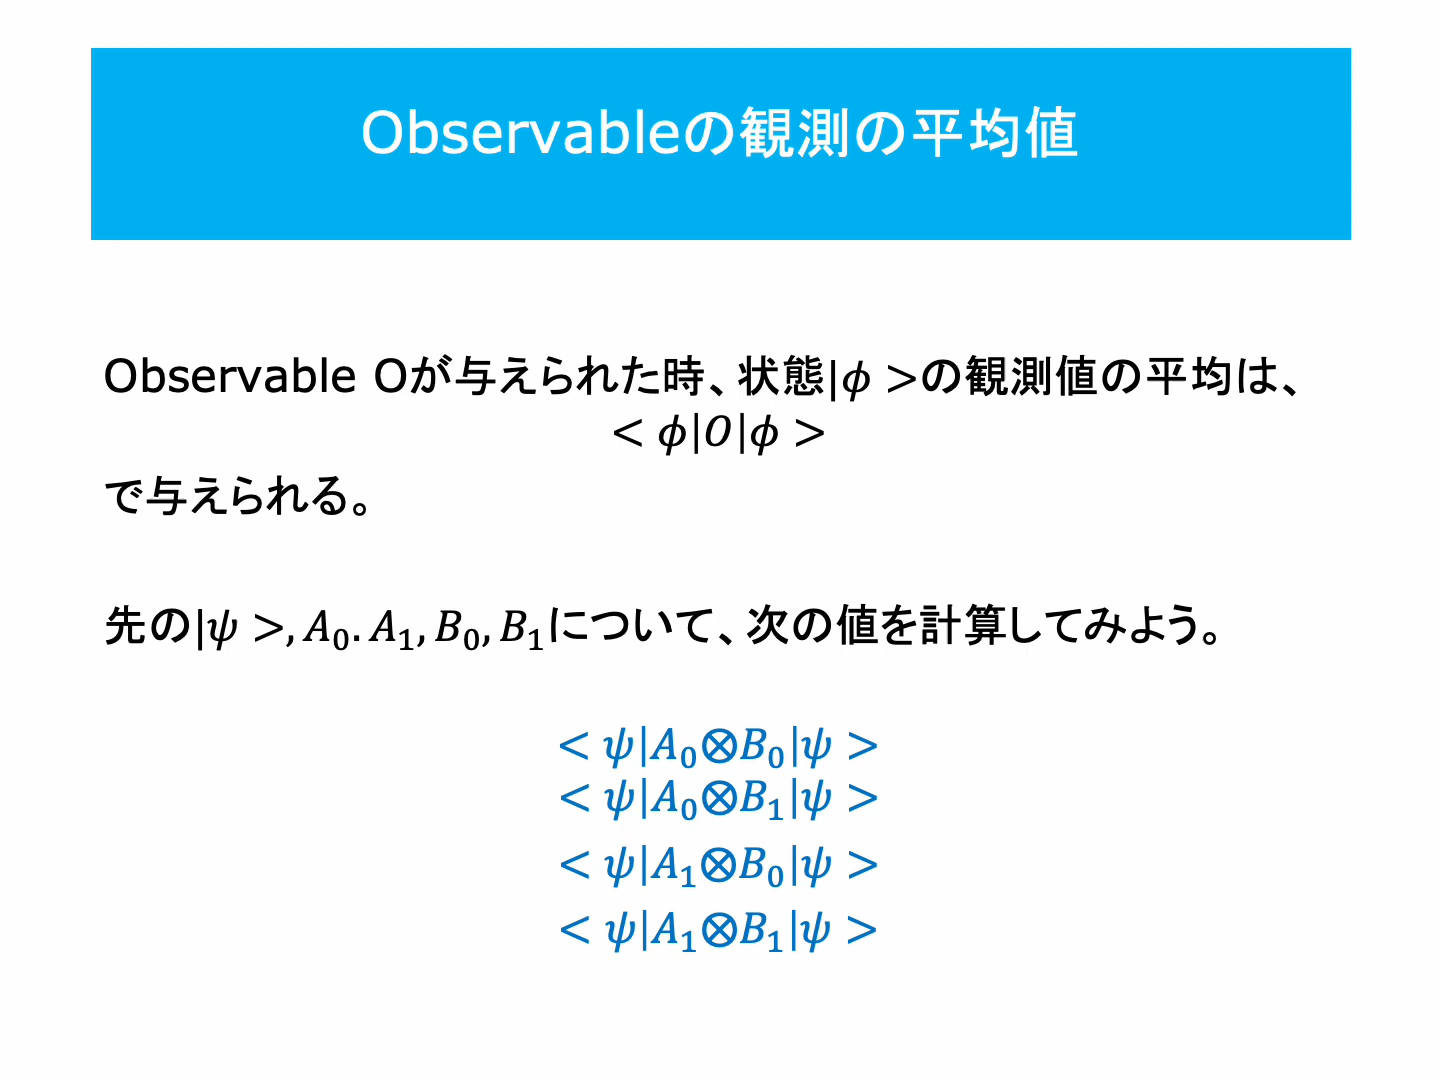 Observableの観測の平均値
Observable Oが与えられた時、状態|𝜙 >の観測値の平均は、
< 𝜙|𝑂|𝜙 >
で与えられる。
先の|𝜓 >, 𝐴₀. 𝐴₁, 𝐵₀, 𝐵₁について、次の値を計算してみよう。
< 𝜓|𝐴₀⊗𝐵₀|𝜓 >
< 𝜓|𝐴₀⊗𝐵₁|𝜓 >
< 𝜓|𝐴₁⊗𝐵₀|𝜓 >
< 𝜓|𝐴₁⊗𝐵₁|𝜓 >